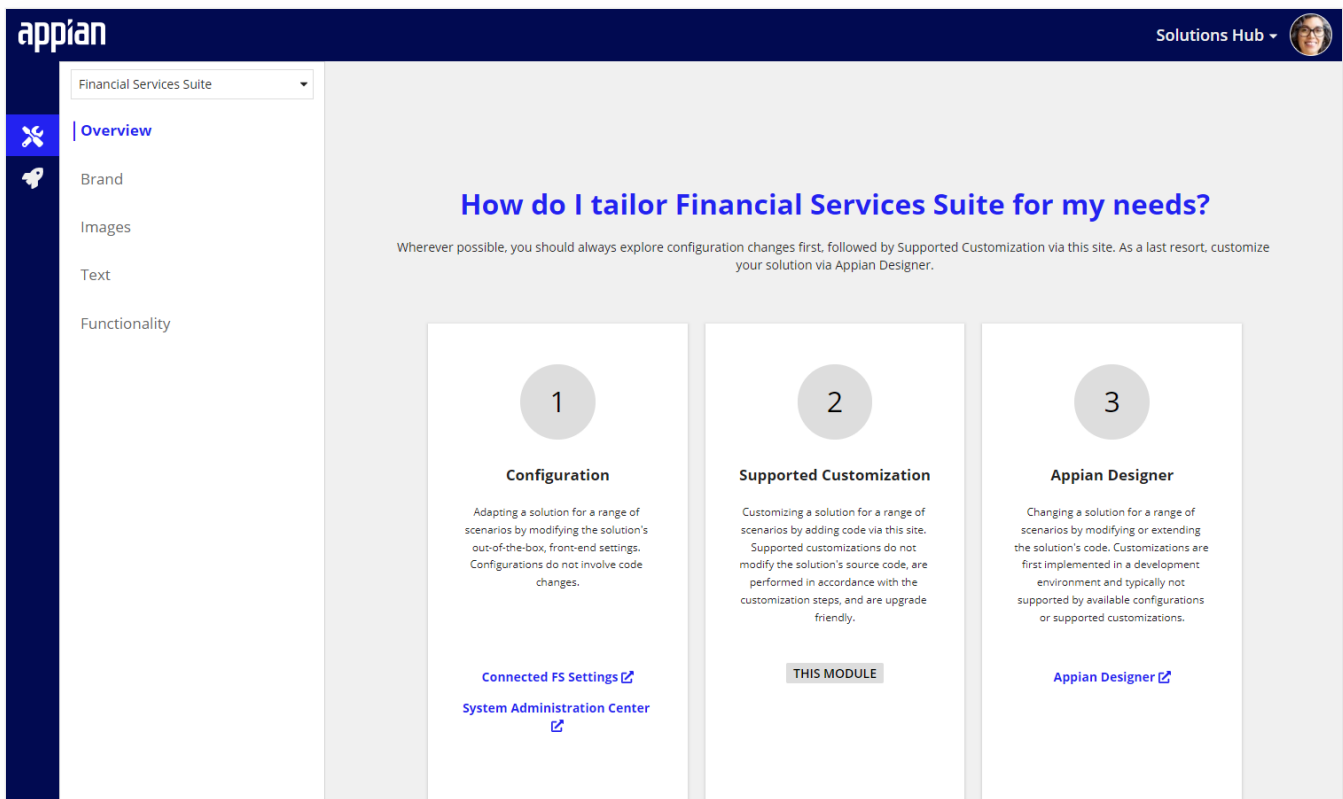 appian
Solutions Hub
Financial Services Suite
Overview
Brand
Images
Text
Functionality
How do I tailor Financial Services Suite for my needs?
Wherever possible, you should always explore configuration changes first, followed by Supported Customization via this site. As a last resort, customize
your solution via Appian Designer.
1
Configuration
Adapting a solution for a range of
scenarios by modifying the solution's
out-of-the-box, front-end settings.
Configurations do not involve code
changes.
Connected FS Settings
System Administration Center
2
Supported Customization
Customizing a solution for a range of
scenarios by adding code via this site.
Supported customizations do not
modify the solution's source code, are
performed in accordance with the
customization steps, and are upgrade
friendly.
THIS MODULE
3
Appian Designer
Changing a solution for a range of
scenarios by modifying or extending
the solution's code. Customizations are
first implemented in a development
environment and typically not
supported by available configurations
or supported customizations.
Appian Designer